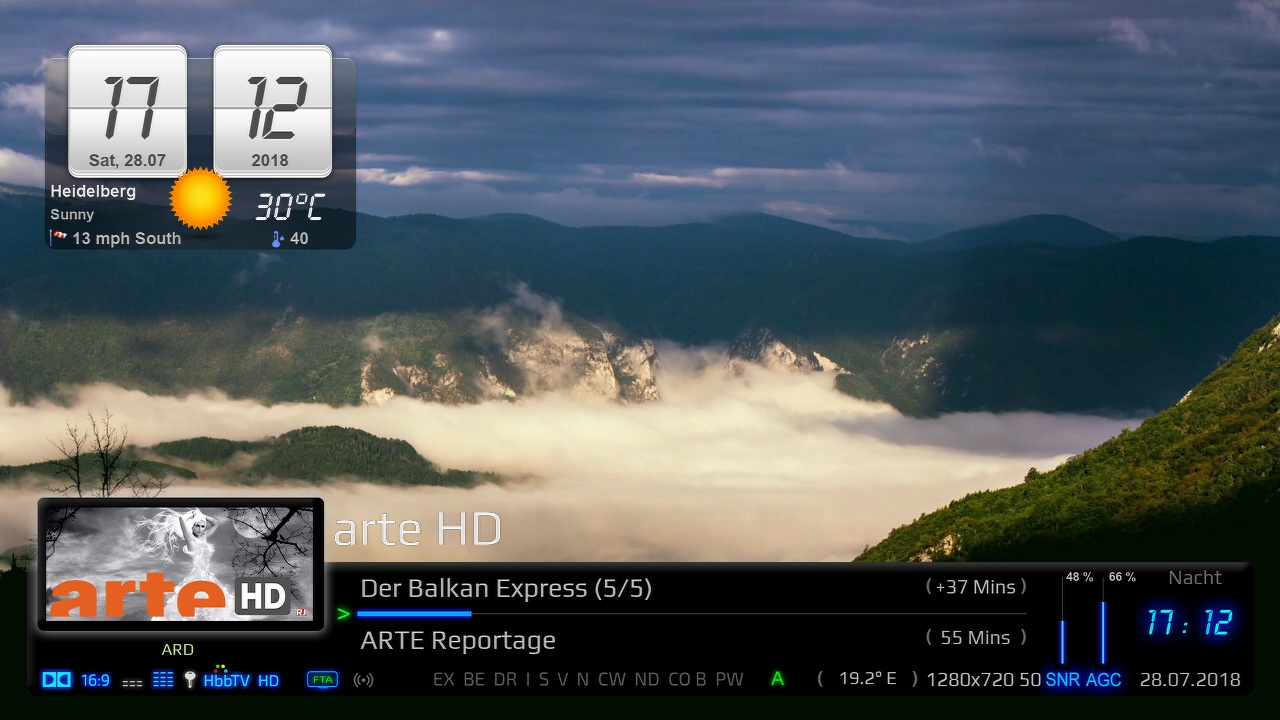 17 12
Sat, 28.07 2018
Heidelberg
Sunny 30°C
13 mph South 40
arte HD
arte HD RJ
Der Balkan Express (5/5) (+37 Mins) 48 % 66 % Nacht
> 17:12
ARTE Reportage ( 55 Mins )
ARD
16:9 HbbTV HD FTA EX BE DR I S V N CW ND CO B PW A ( 19.2° E ) 1280x720 50 SNR AGC 28.07.2018